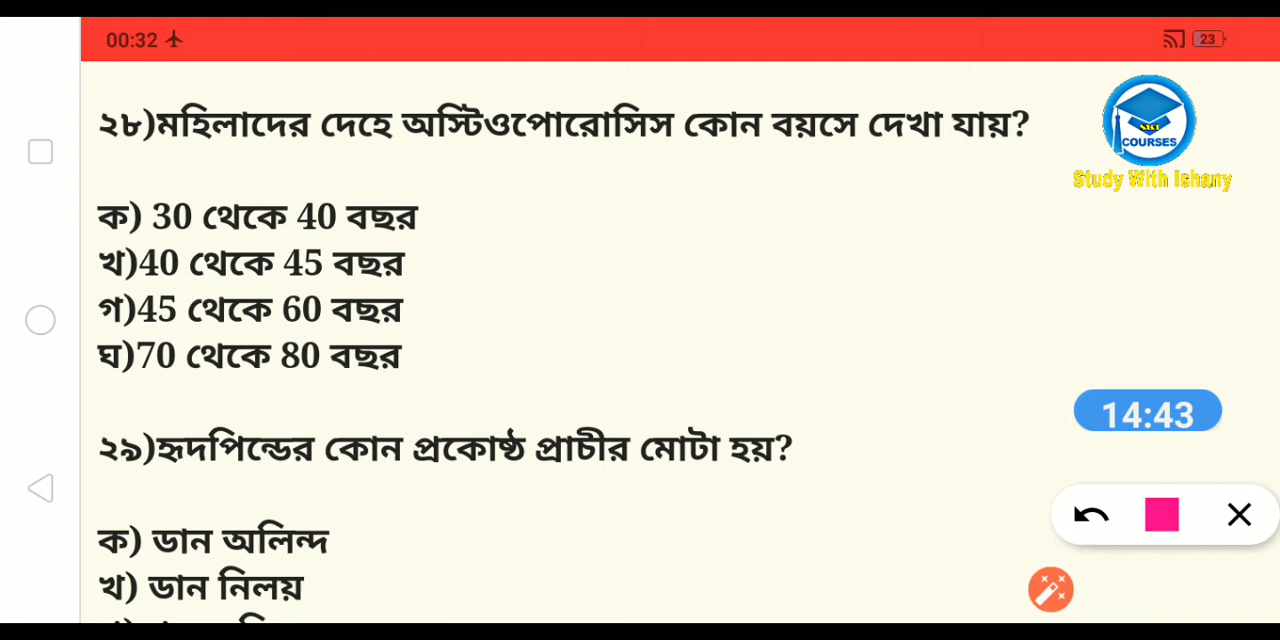 00:32
23
২৮)মহিলাদের দেহে অস্টিওপোরোসিস কোন বয়সে দেখা যায়?
COURSES
Study With Ishany
ক) 30 থেকে 40 বছর
খ)40 থেকে 45 বছর
গ)45 থেকে 60 বছর
ঘ)70 থেকে 80 বছর
14:43
২৯)হৃদপিন্ডের কোন প্রকোষ্ঠ প্রাচীর মোটা হয়?
ক) ডান অলিন্দ
খ) ডান নিলয়